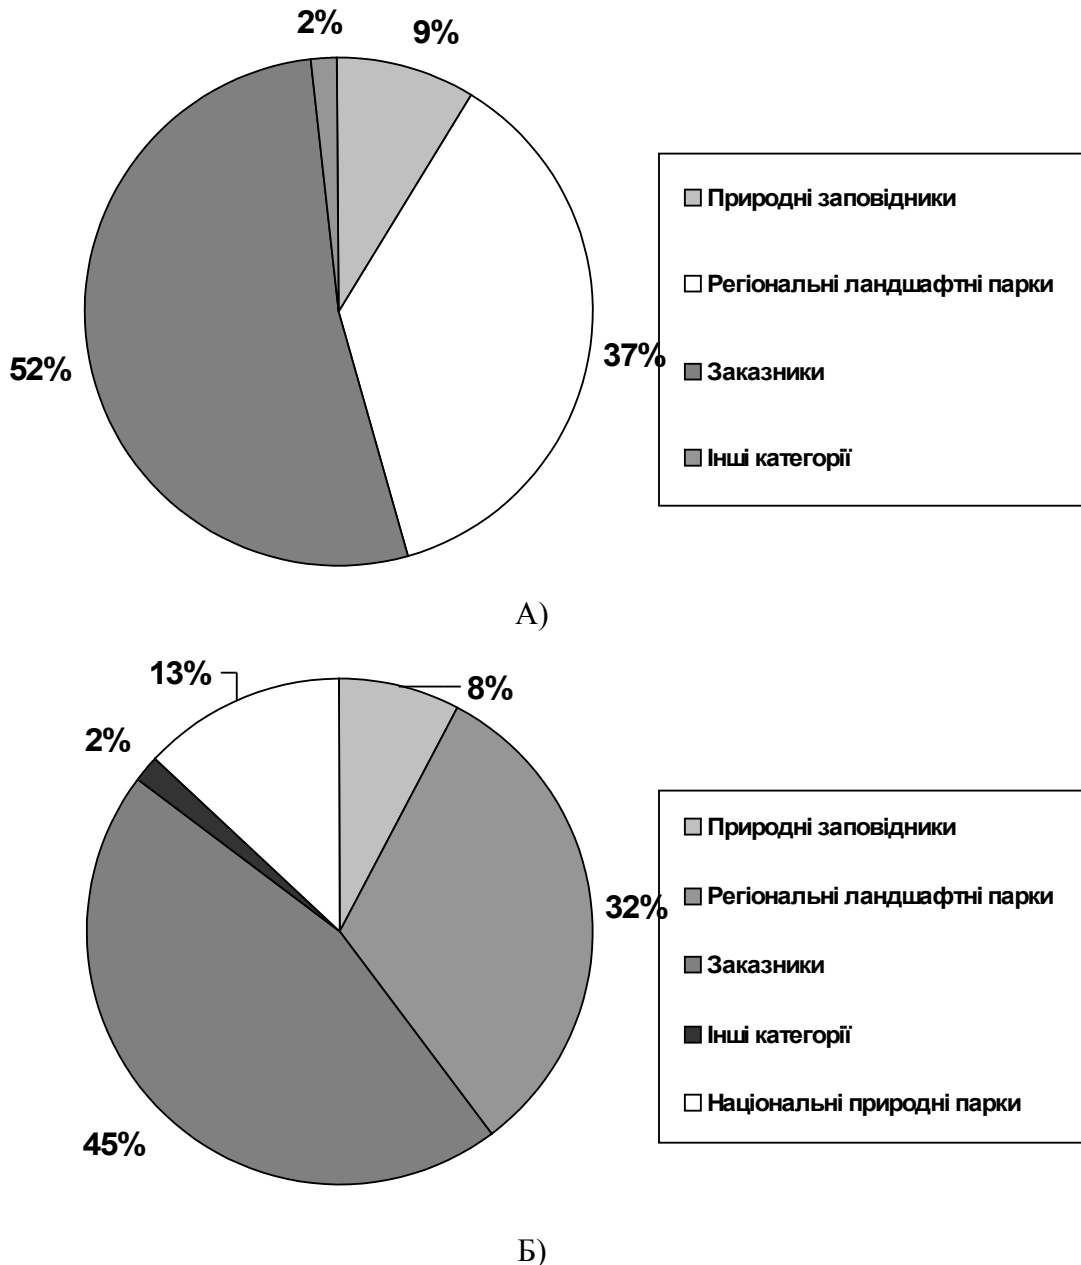 2%
9%
52%
37%
Природні заповідники
Регіональні ландшафтні парки
Заказники
Інші категорії
А)
13%
8%
2%
32%
45%
Природні заповідники
Регіональні ландшафтні парки
Заказники
Інші категорії
Національні природні парки
Б)